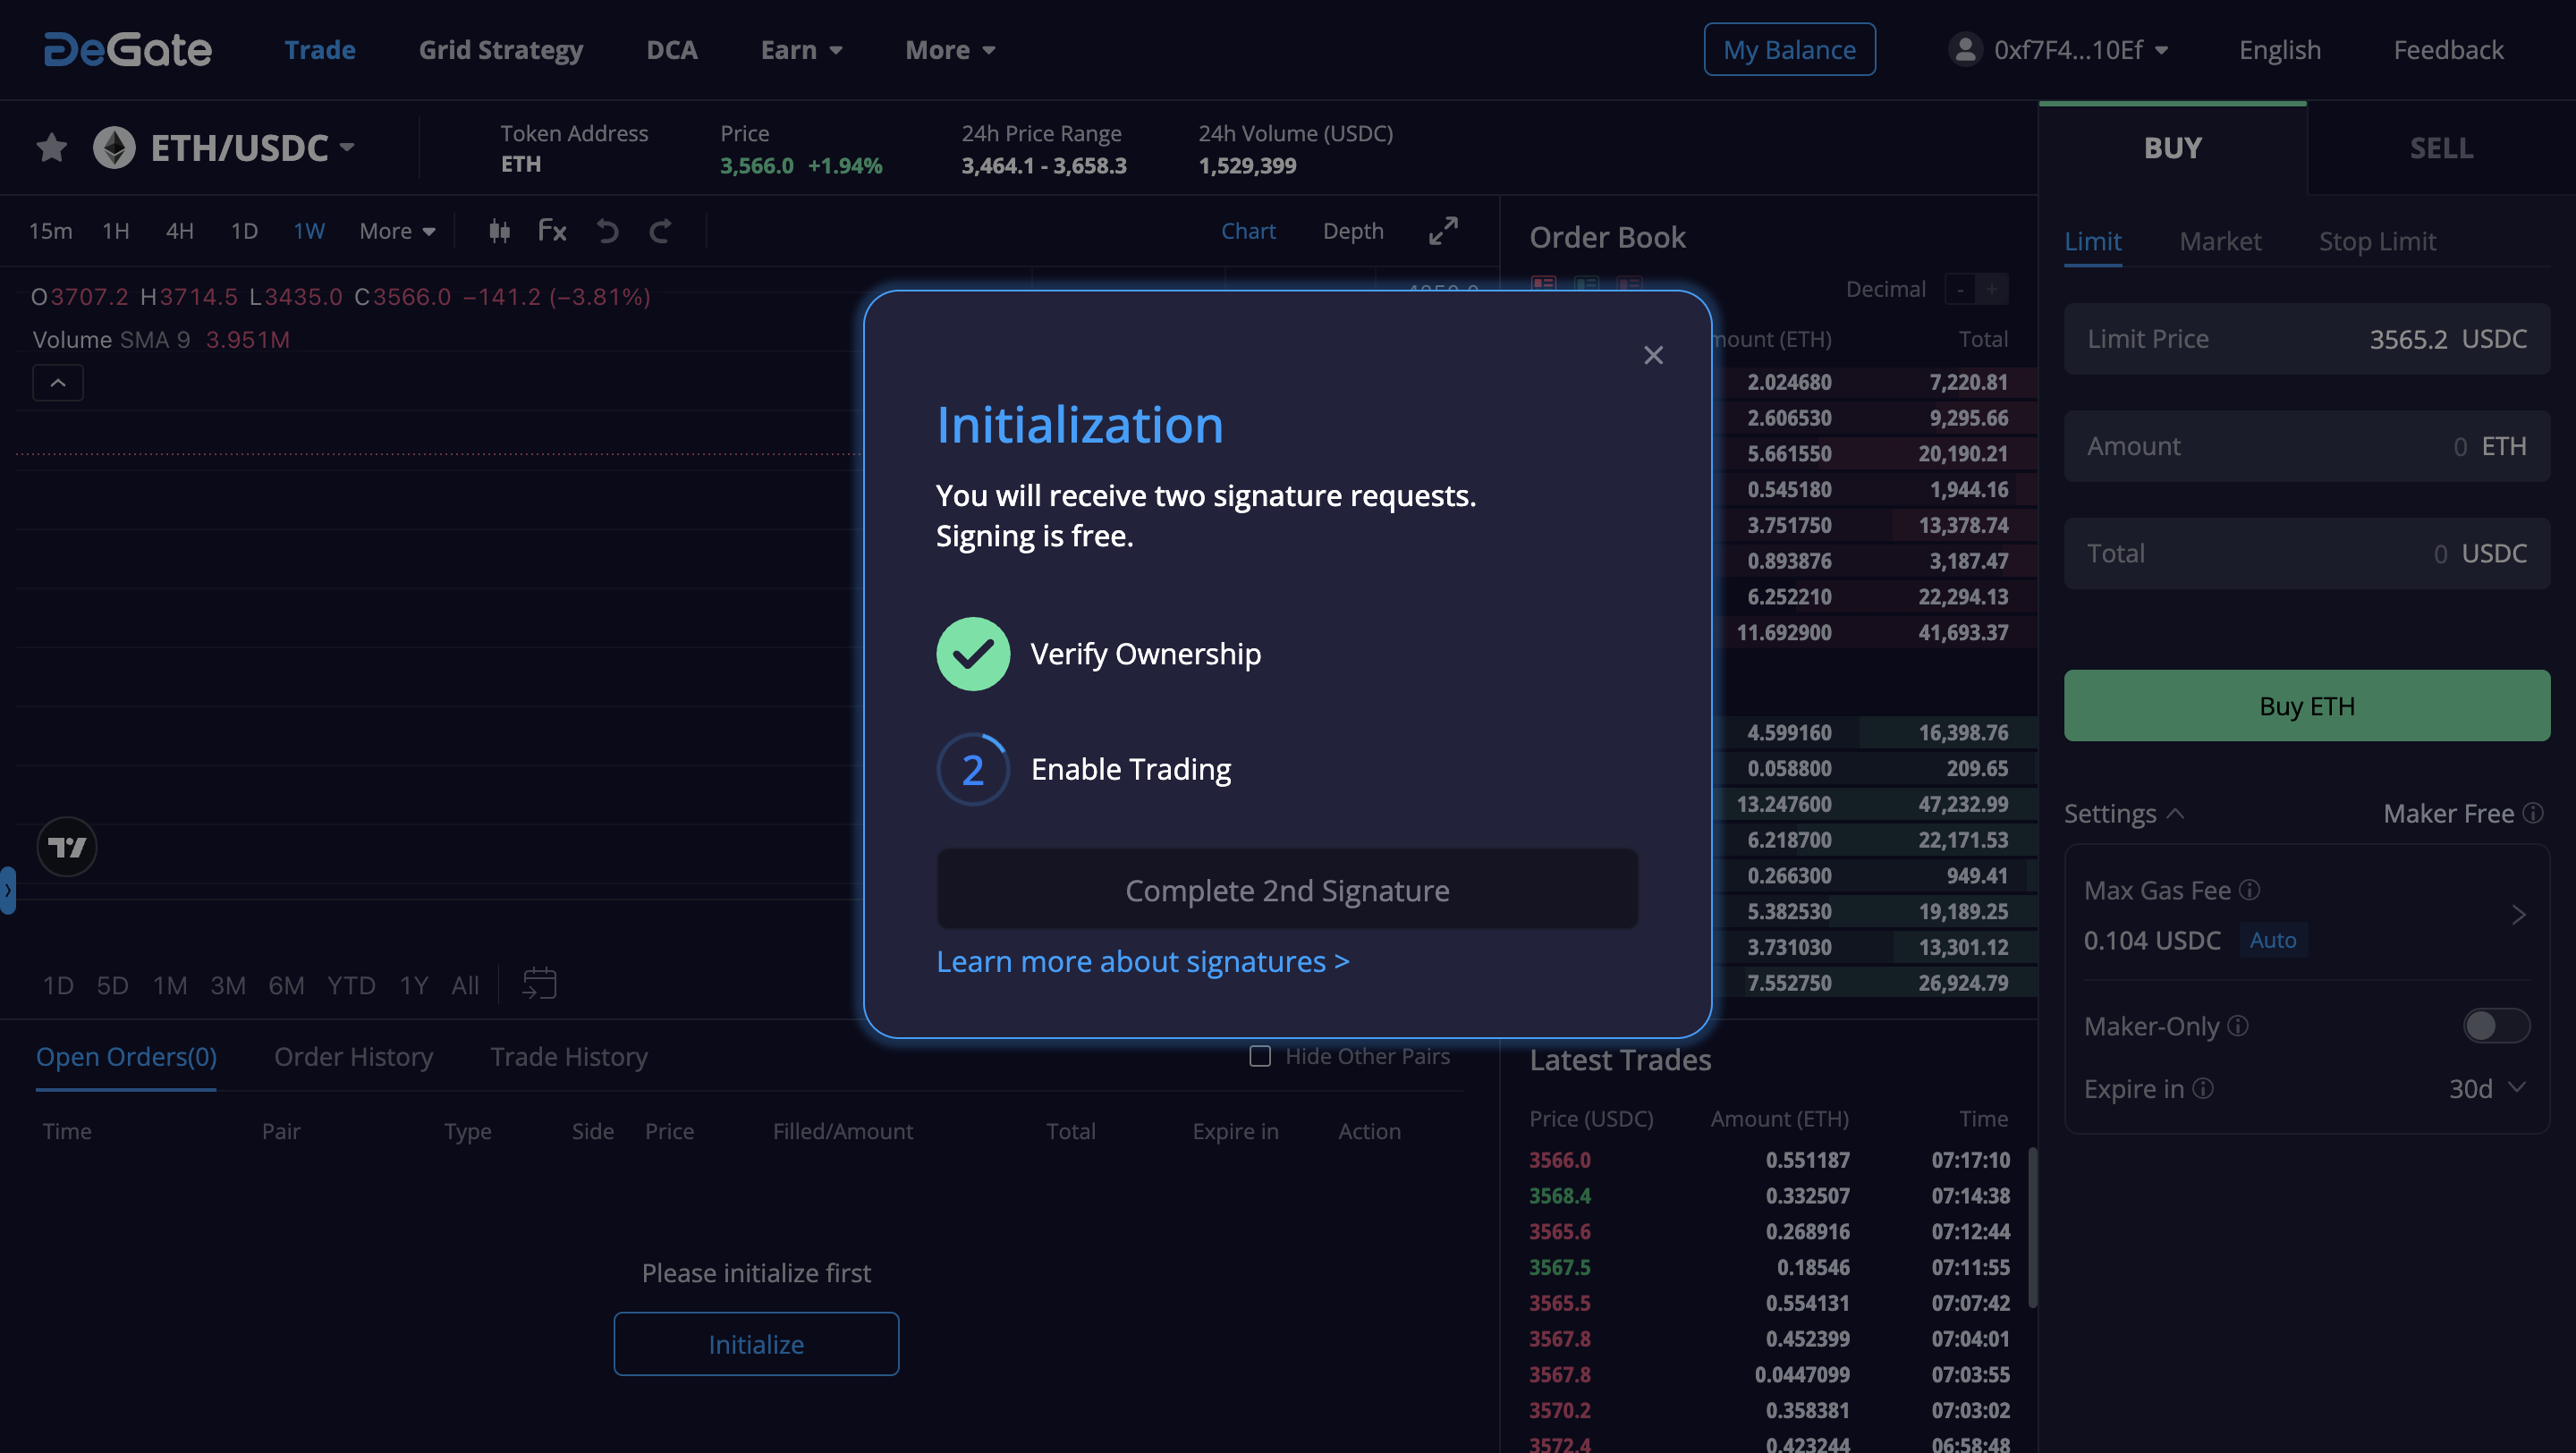 DeGate
Trade
Grid Strategy
DCA
Earn
More
My Balance
0xf7F4...10Ef
English
Feedback
ETH/USDC
Token Address
ETH
Price
3,566.0 +1.94%
24h Price Range
3,464.1 - 3,658.3
24h Volume (USDC)
1,529,399
BUY
SELL
15m 1H 4H 1D 1W More
Fx
Chart
Depth
O3707.2 H3714.5 L3435.0 C3566.0 −141.2 (−3.81%)
Volume SMA 9 3.951M
Order Book
Decimal - +
Total
2.024680 7,220.81
2.606530 9,295.66
5.661550 20,190.21
0.545180 1,944.16
3.751750 13,378.74
0.893876 3,187.47
6.252210 22,294.13
11.692900 41,693.37
4.599160 16,398.76
0.058800 209.65
13.247600 47,232.99
6.218700 22,171.53
0.266300 949.41
5.382530 19,189.25
3.731030 13,301.12
7.552750 26,924.79
Initialization
You will receive two signature requests.
Signing is free.
Verify Ownership
2 Enable Trading
Complete 2nd Signature
Learn more about signatures >
1D 5D 1M 3M 6M YTD 1Y All
Open Orders(0)
Order History
Trade History
Hide Other Pairs
Time Pair Type Side Price Filled/Amount Total Expire in Action
Please initialize first
Initialize
Latest Trades
Price (USDC) Amount (ETH) Time
3566.0 0.551187 07:17:10
3568.4 0.332507 07:14:38
3565.6 0.268916 07:12:44
3567.5 0.18546 07:11:55
3565.5 0.554131 07:07:42
3567.8 0.452399 07:04:01
3567.8 0.0447099 07:03:55
3570.2 0.358381 07:03:02
3572.4 0.423244 06:58:48
Limit
Market
Stop Limit
Limit Price 3565.2 USDC
Amount 0 ETH
Total 0 USDC
Buy ETH
Settings
Maker Free
Max Gas Fee
0.104 USDC Auto
Maker-Only
Expire in 30d